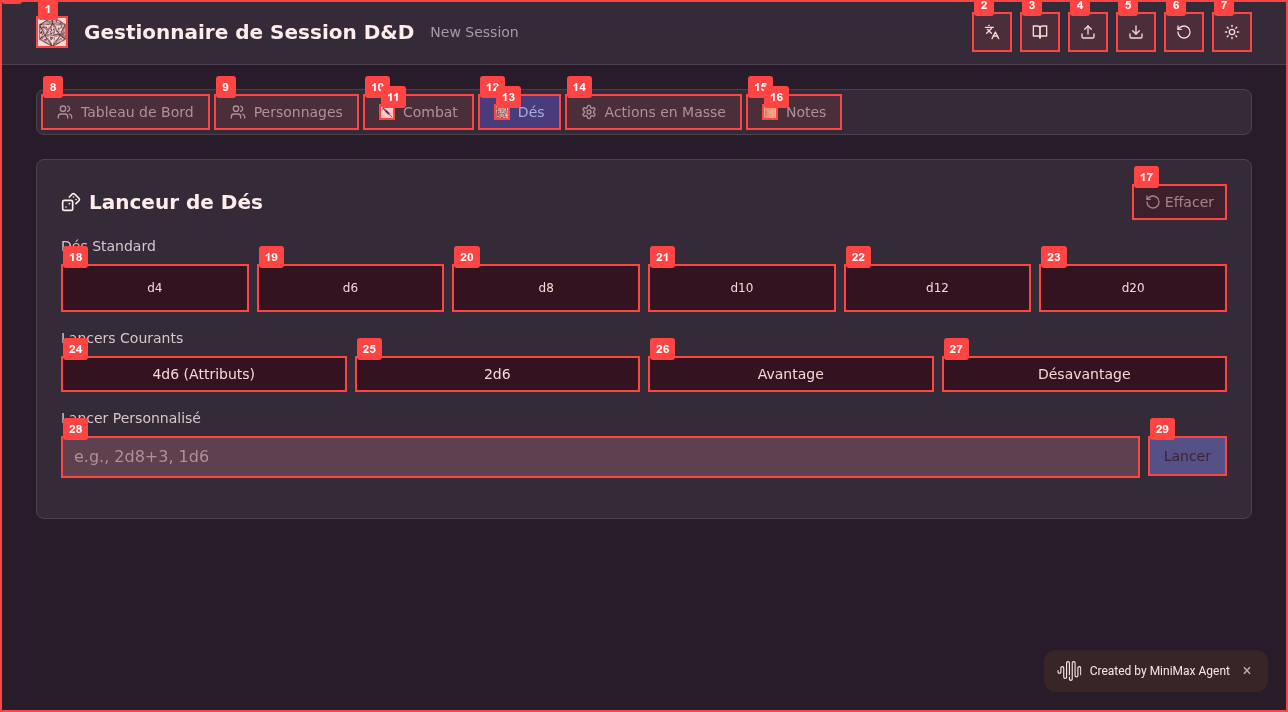 1 2 3 4 5 6 7
Gestionnaire de Session D&D New Session
8 9 10 11 12 13 14 15 16
Tableau de Bord Personnages Combat Dés Actions en Masse Notes
17
Lanceur de Dés Effacer
Dés Standard
18 19 20 21 22 23
d4 d6 d8 d10 d12 d20
Lancers Courants
24 25 26 27
4d6 (Attributs) 2d6 Avantage Désavantage
Lancer Personnalisé
28 29
e.g., 2d8+3, 1d6 Lancer
Created by MiniMax Agent ×